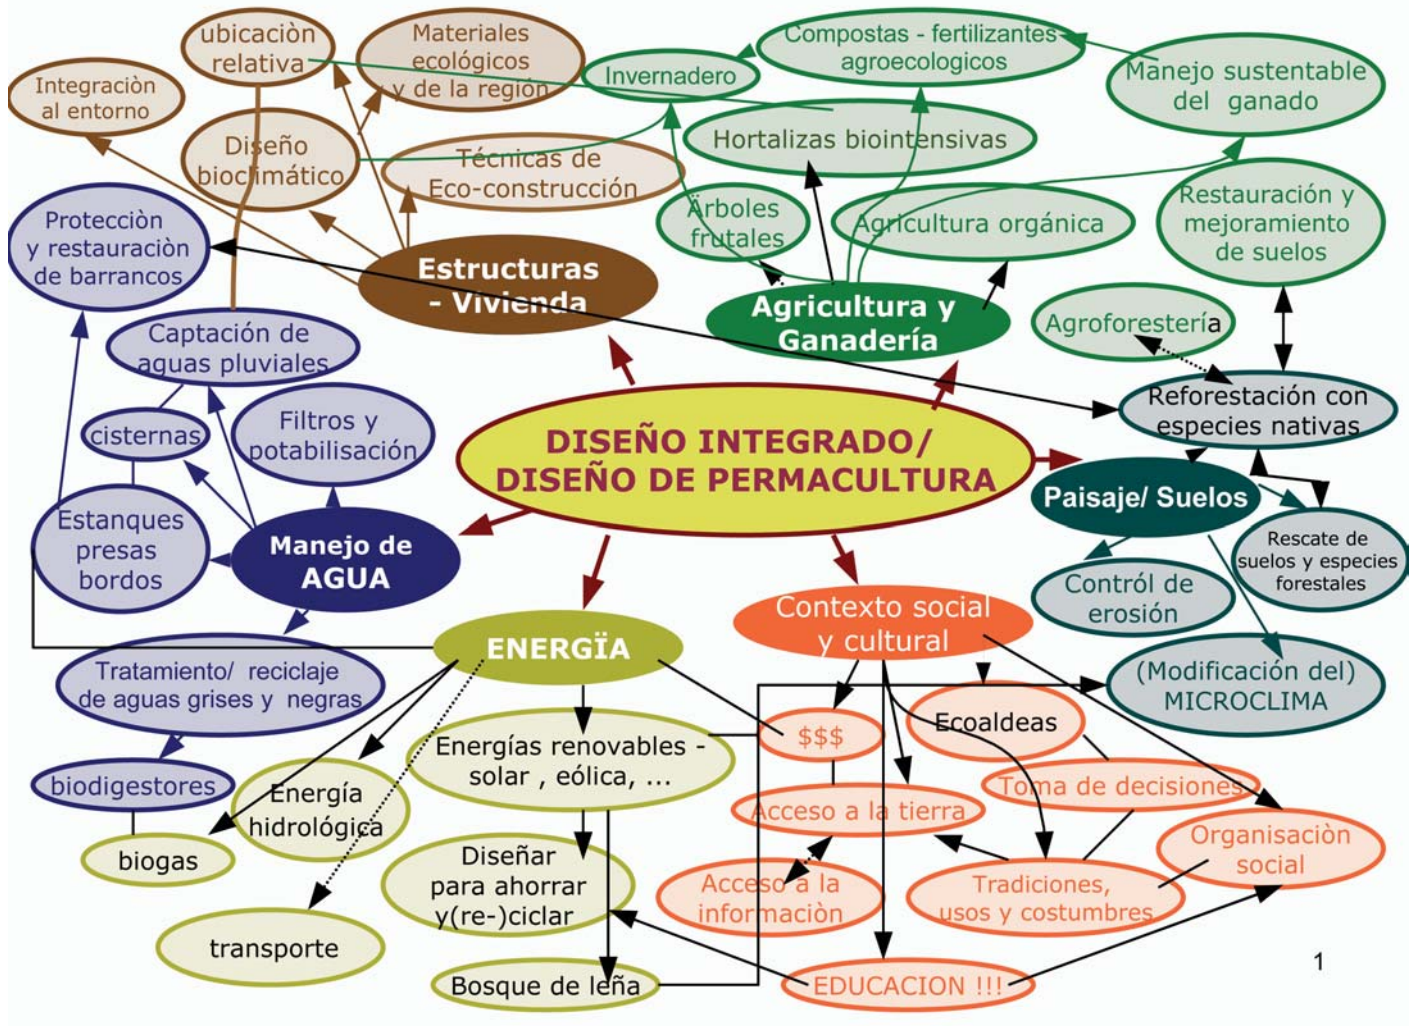 ubicaciòn
relativa
Materiales
ecológicos
y de la región
Integraciòn
al entorno
Diseño
bioclimático
Técnicas de
Eco-construcción
Estructuras
- Vivienda
Invernadero
Compostas - fertilizantes
agroecologicos
Manejo sustentable
del ganado
Hortalizas biointensivas
Ärboles
frutales
Agricultura orgánica
Restauración y
mejoramiento
de suelos
Agricultura y
Ganadería
Agroforestería
Protecciòn
y restauraciòn
de barrancos
Captación de
aguas pluviales
cisternas
Filtros y
potabilisación
Estanques
presas
bordos
Manejo de
AGUA
Tratamiento/ reciclaje
de aguas grises y negras
biodigestores
DISEÑO INTEGRADO/
DISEÑO DE PERMACULTURA
Reforestación con
especies nativas
Paisaje/ Suelos
Rescate de
suelos y especies
forestales
Contról de
erosión
(Modificación del)
MICROCLIMA
ENERGÏA
Energías renovables -
solar , eólica, ...
Energía
hidrológica
biogas
transporte
Diseñar
para ahorrar
y(re-)ciclar
Bosque de leña
Contexto social
y cultural
$$$
Ecoaldeas
Toma de decisiones
Acceso a la tierra
Organisaciòn
social
Acceso a la
informaciòn
Tradiciones,
usos y costumbres
EDUCACION !!!
1